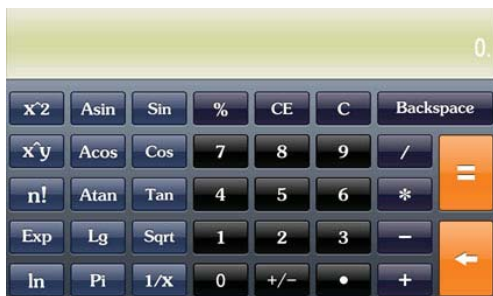 0.
x^2 Asin Sin % CE C Backspace
x^y Acos Cos 7 8 9 /
=
n! Atan Tan 4 5 6 *
Exp Lg Sqrt 1 2 3 −
ln Pi 1/x 0 +/− • +